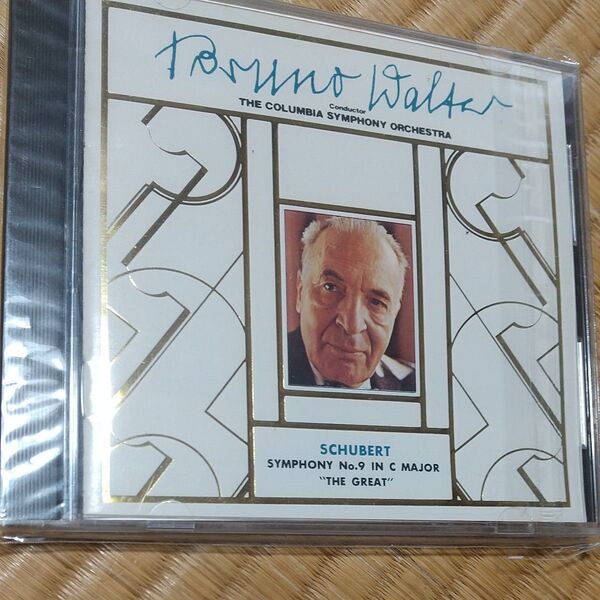 Bruno Walter
Conductor
THE COLUMBIA SYMPHONY ORCHESTRA
SCHUBERT
SYMPHONY No.9 IN C MAJOR
"THE GREAT"